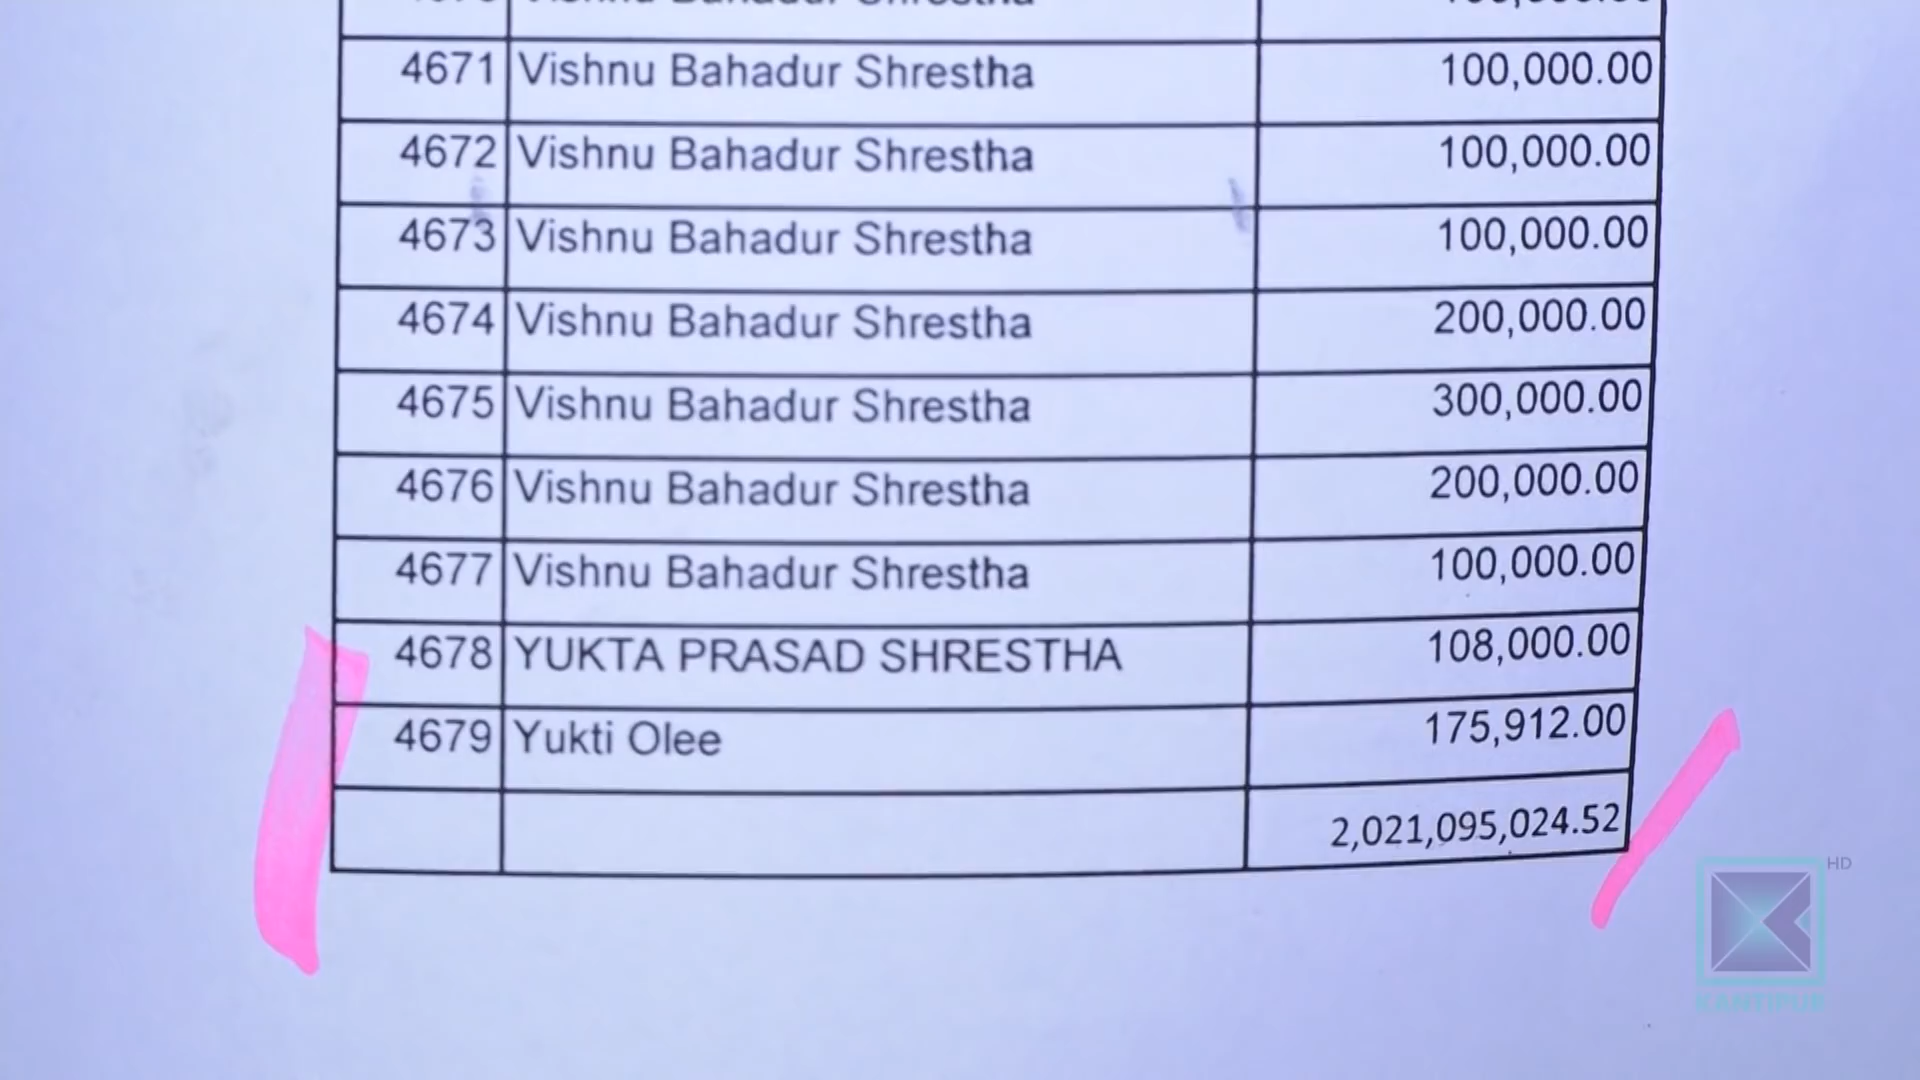 4671 Vishnu Bahadur Shrestha 100,000.00
4672 Vishnu Bahadur Shrestha 100,000.00
4673 Vishnu Bahadur Shrestha 100,000.00
4674 Vishnu Bahadur Shrestha 200,000.00
4675 Vishnu Bahadur Shrestha 300,000.00
4676 Vishnu Bahadur Shrestha 200,000.00
4677 Vishnu Bahadur Shrestha 100,000.00
4678 YUKTA PRASAD SHRESTHA 108,000.00
4679 Yukti Olee 175,912.00
2,021,095,024.52
HD
KANTIPUR